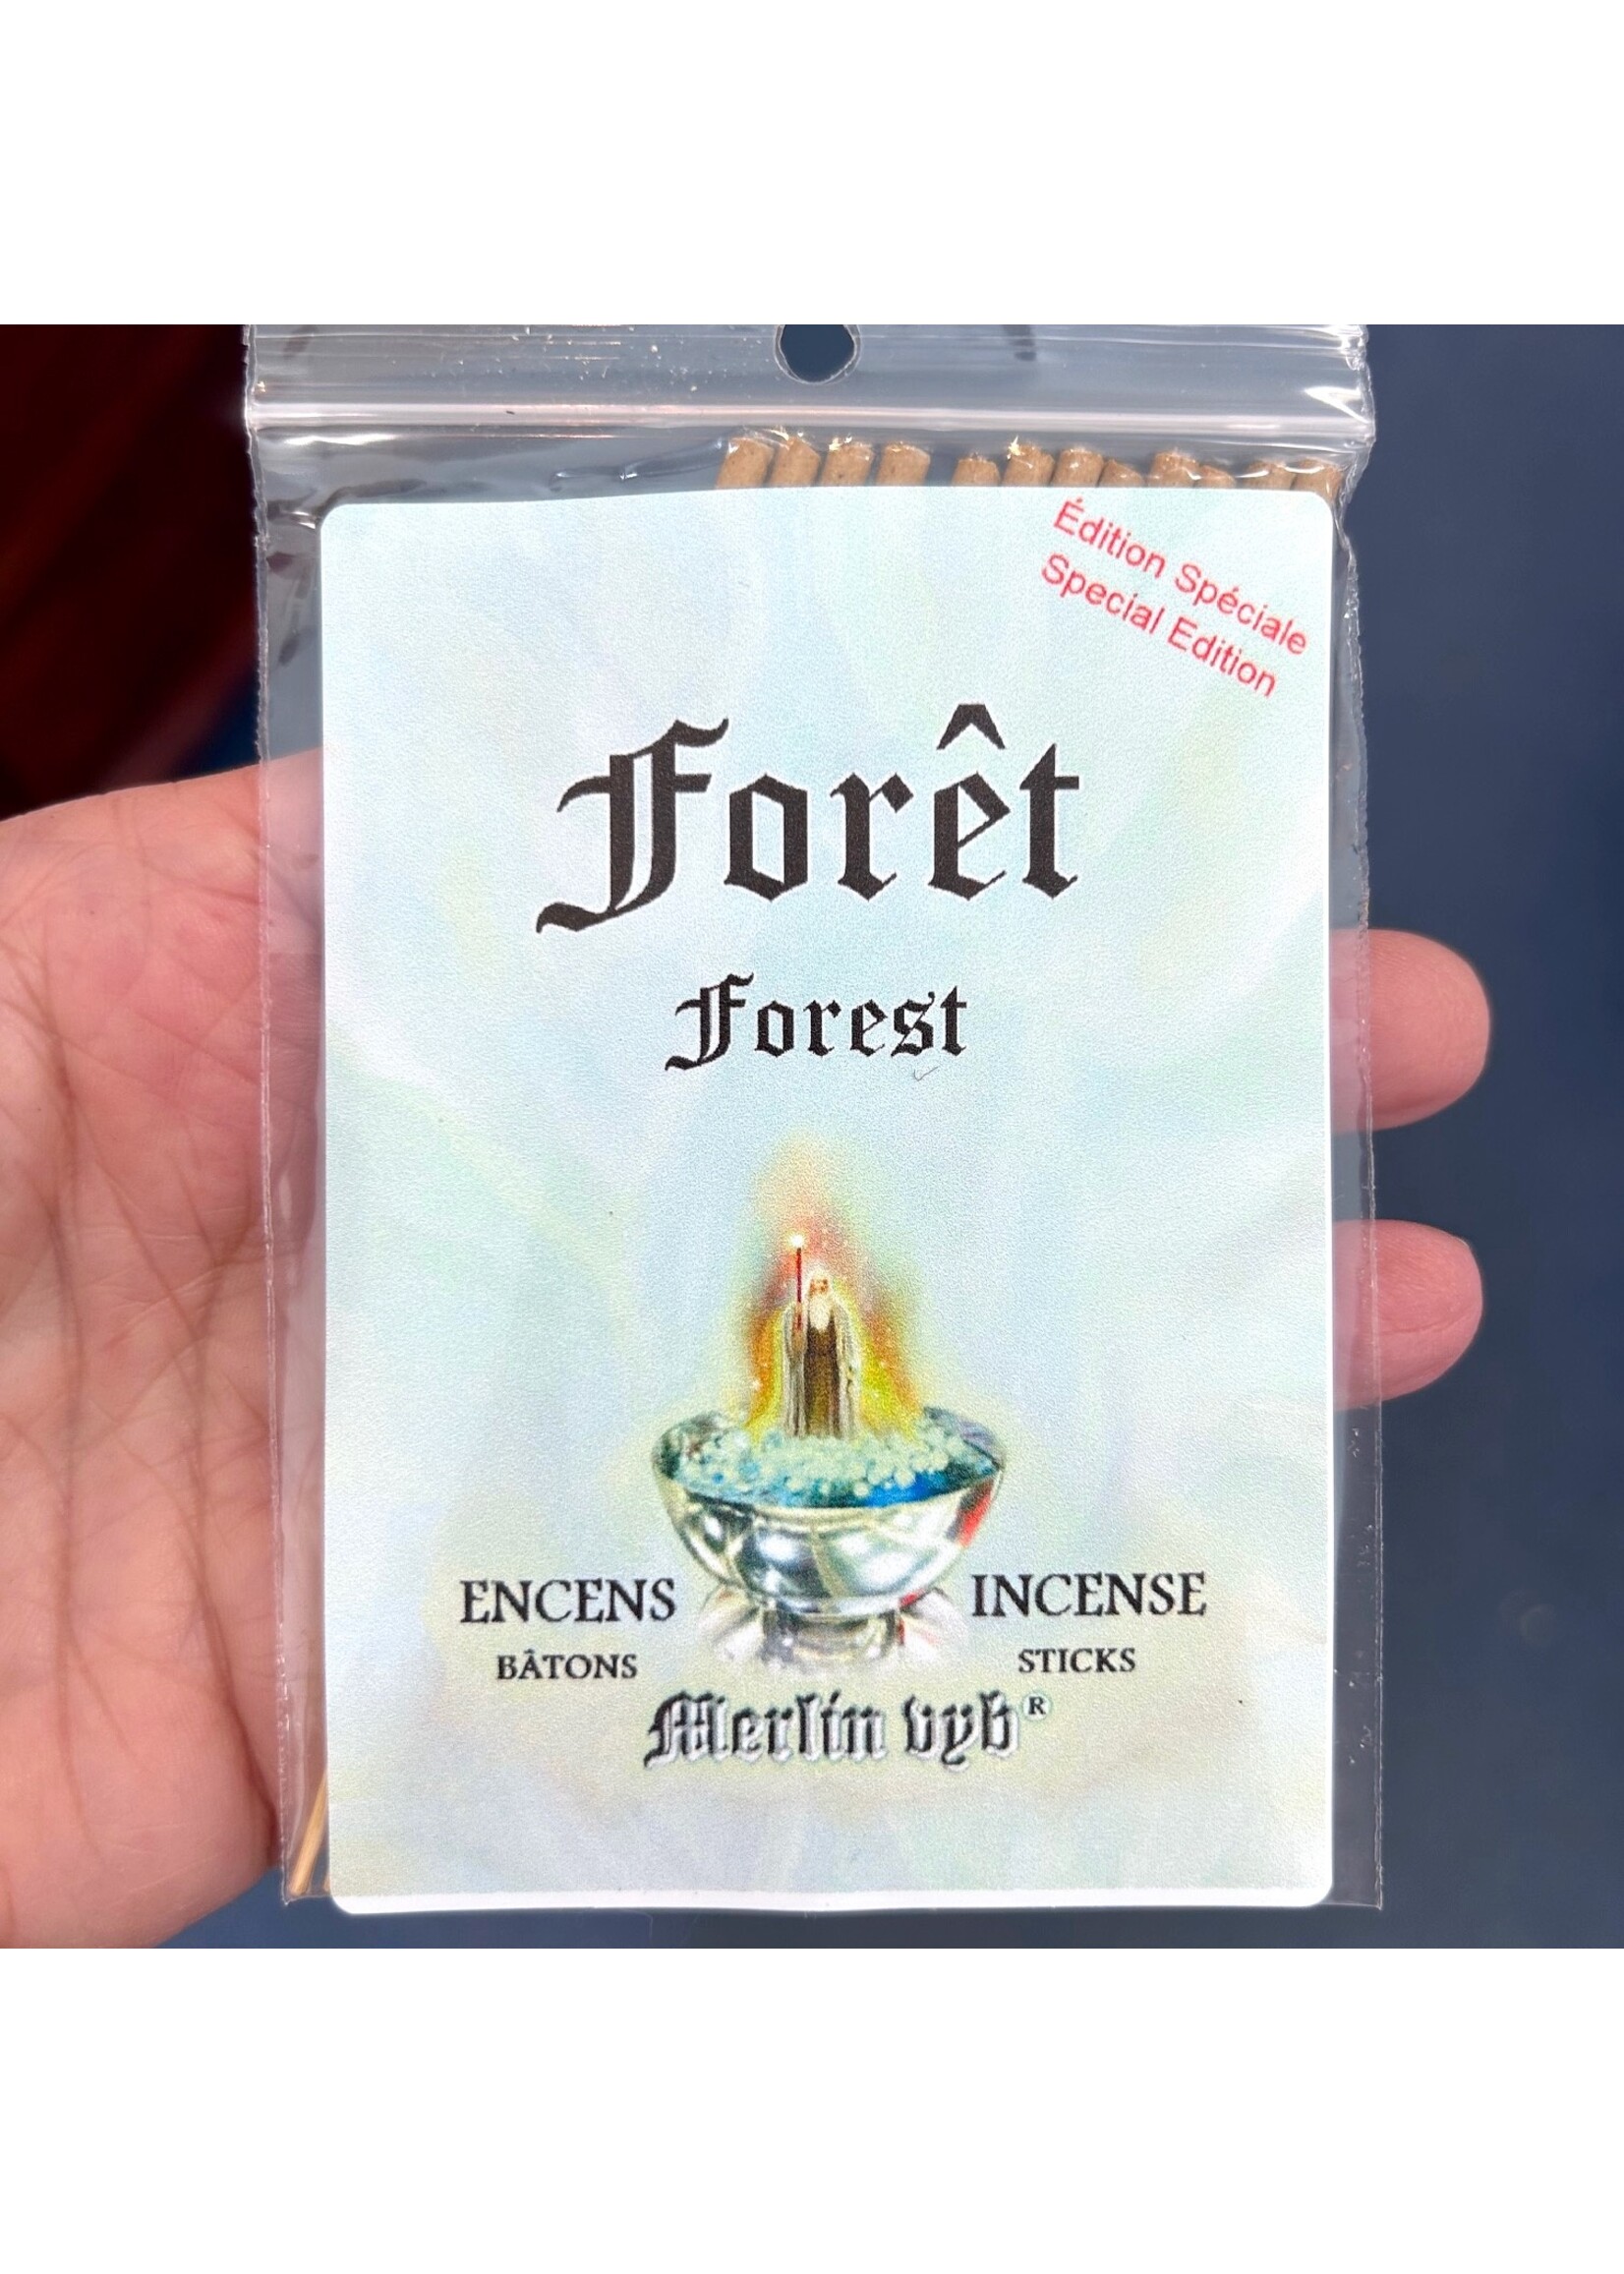 Édition Spéciale
Special Edition
Forêt
Forest
ENCENS INCENSE
BÂTONS STICKS
Merlin vyb®